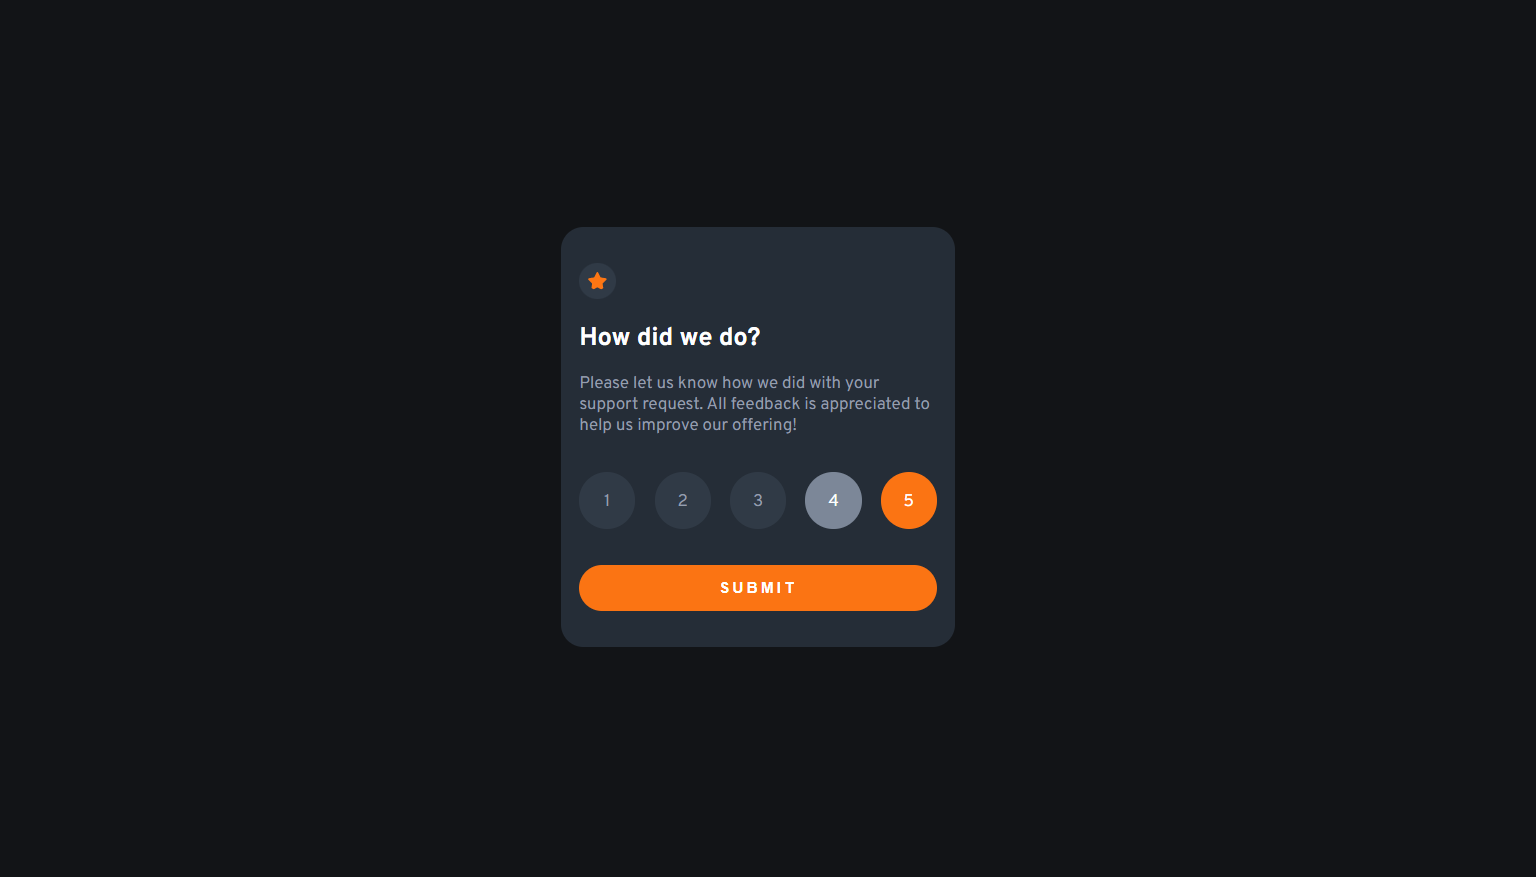 How did we do?
Please let us know how we did with your
support request. All feedback is appreciated to
help us improve our offering!
1 2 3 4 5
SUBMIT